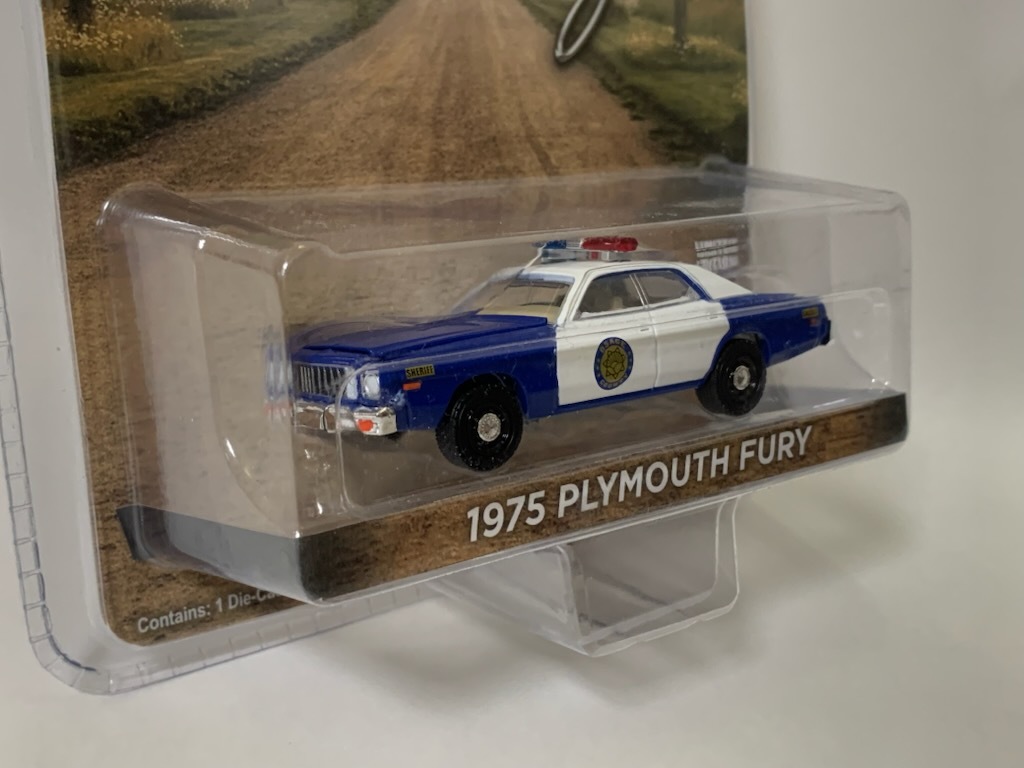 SHERIFF
1975 PLYMOUTH FURY
Contains: 1 Die-Ca